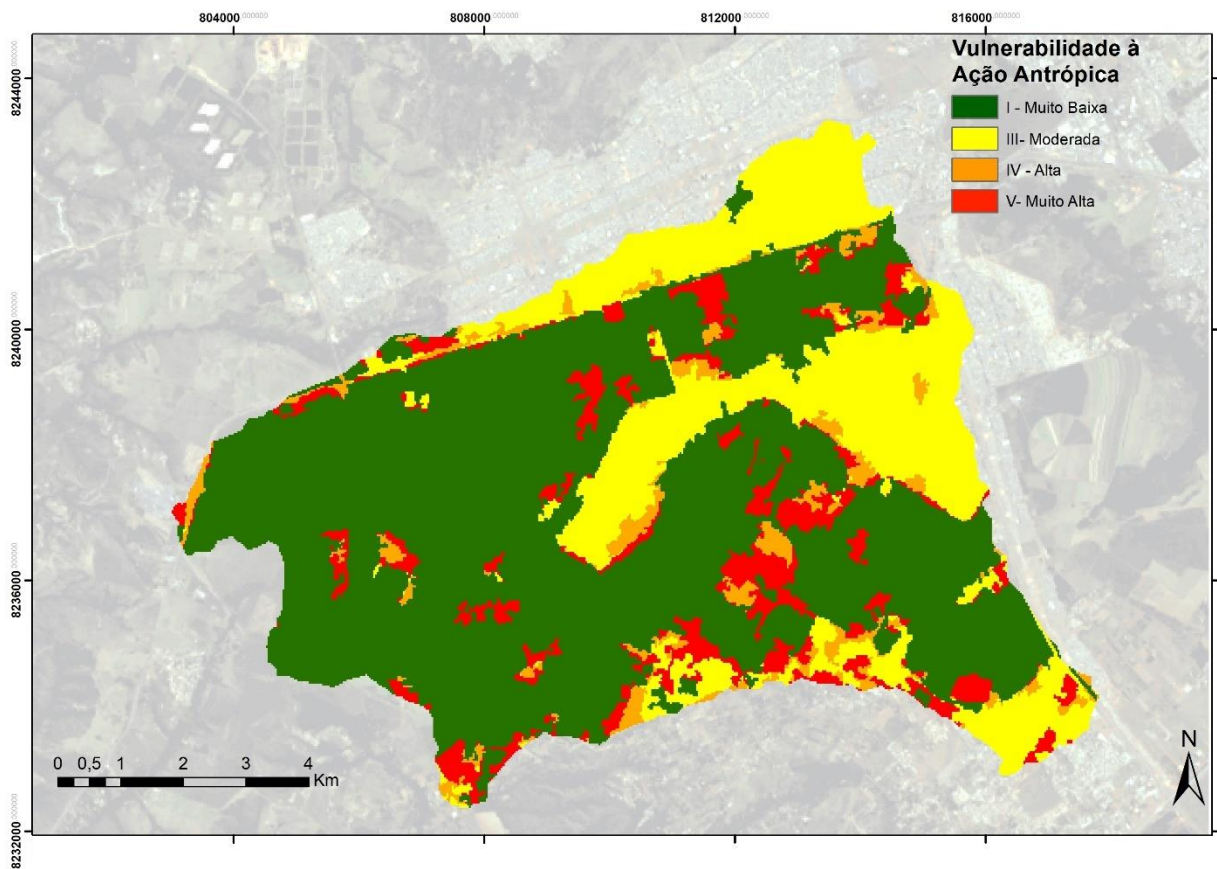 804000,000000 808000,000000 812000,000000 816000,000000
8244000,000000
8240000,000000
8236000,000000
8232000,000000
Vulnerabilidade à
Ação Antrópica
I - Muito Baixa
III- Moderada
IV - Alta
V- Muito Alta
0 0,5 1 2 3 4
Km
N